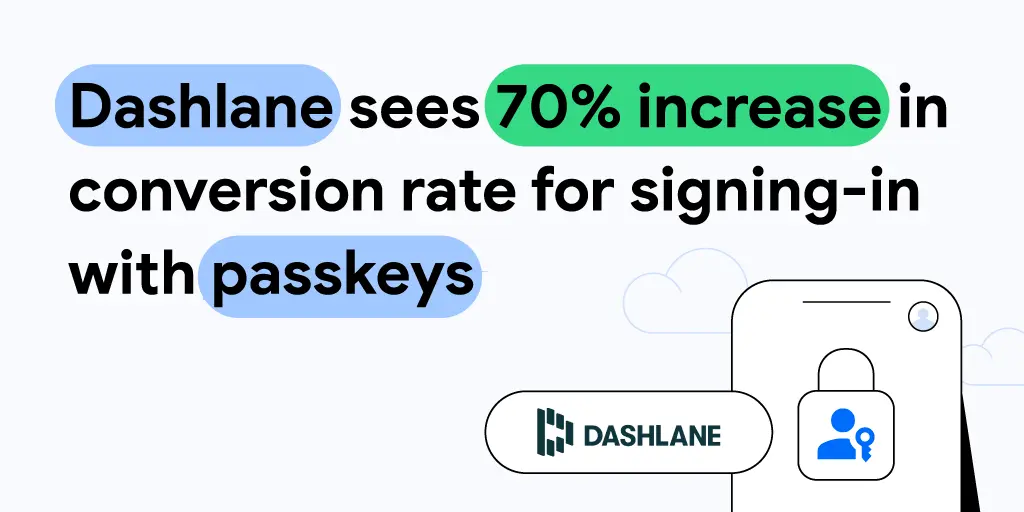 Dashlane sees 70% increase in
conversion rate for signing-in
with passkeys
DASHLANE